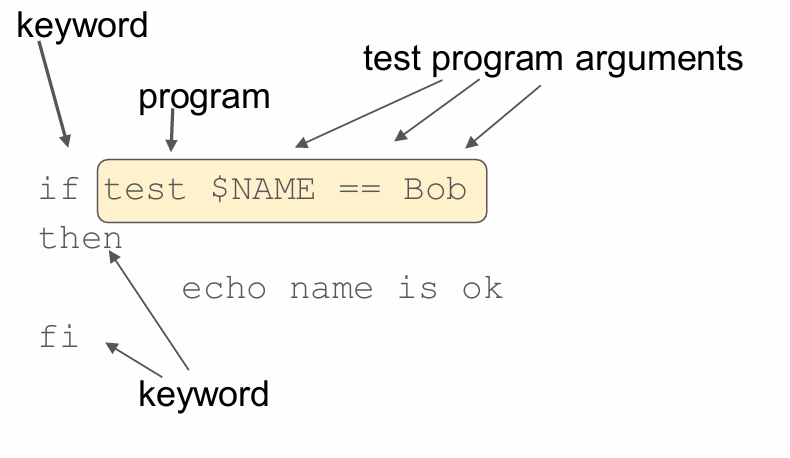 keyword
test program arguments
program
if test $NAME == Bob
then
echo name is ok
fi
keyword